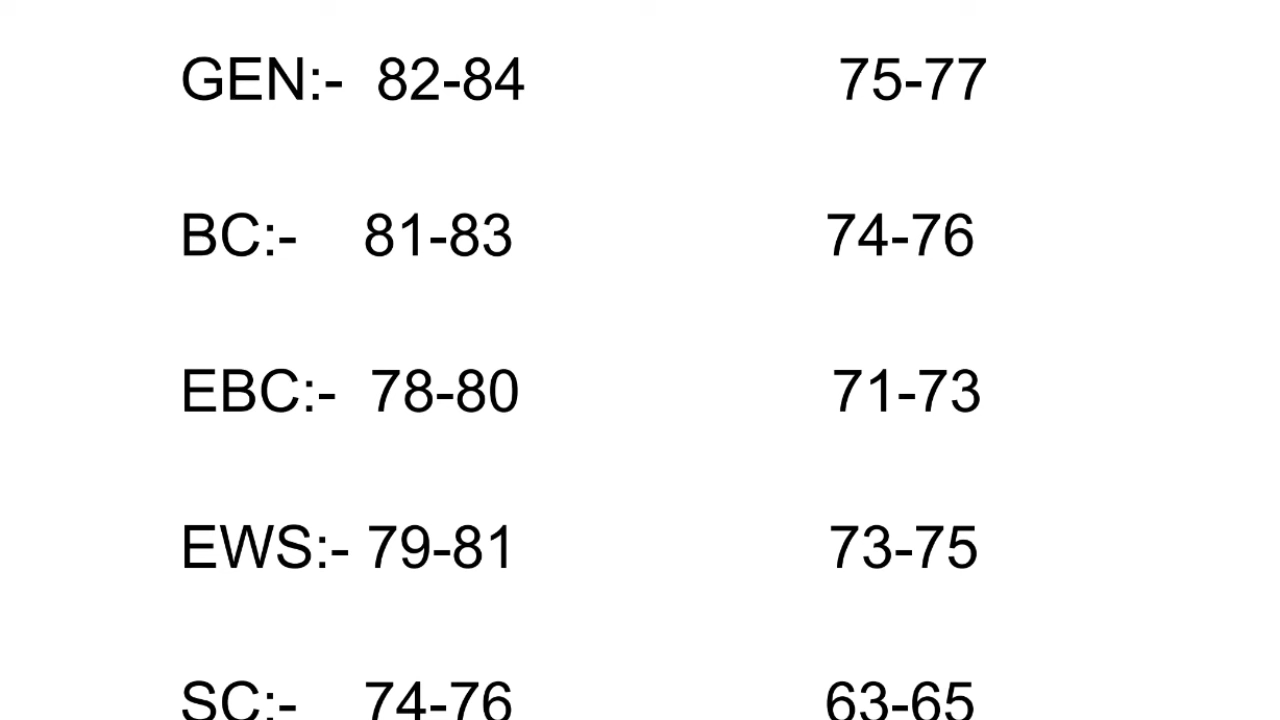 GEN:- 82-84 75-77
BC:- 81-83 74-76
EBC:- 78-80 71-73
EWS:- 79-81 73-75
SC:- 74-76 63-65